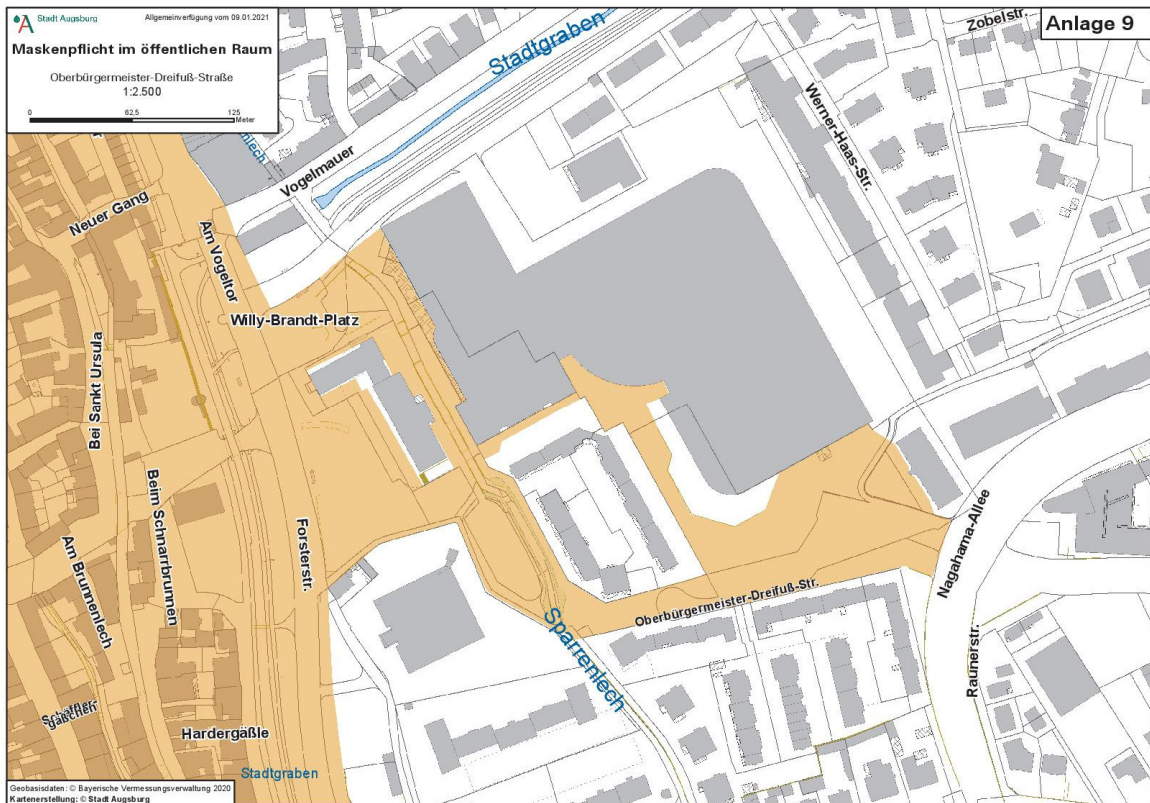 Stadt Augsburg
Allgemeinverfügung vom 09.01.2021
Maskenpflicht im öffentlichen Raum
Oberbürgermeister-Dreifuß-Straße
1:2.500
0 62,5 125
Meter
Anlage 9
Zobelstr.
Stadtgraben
Werner-Haas-Str.
Vogelmauer
Neuer Gang
Am Vogeltor
Willy-Brandt-Platz
Bei Sankt Ursula
Beim Schnarrbrunnen
Am Brunnenlech
Forsterstr.
Nagahama-Allee
Oberbürgermeister-Dreifuß-Str.
Sparrenlech
Raunerstr.
Schäffler-
gäßchen
Hardergäßle
Stadtgraben
Geobasisdaten: © Bayerische Vermessungsverwaltung 2020
Kartenerstellung: © Stadt Augsburg